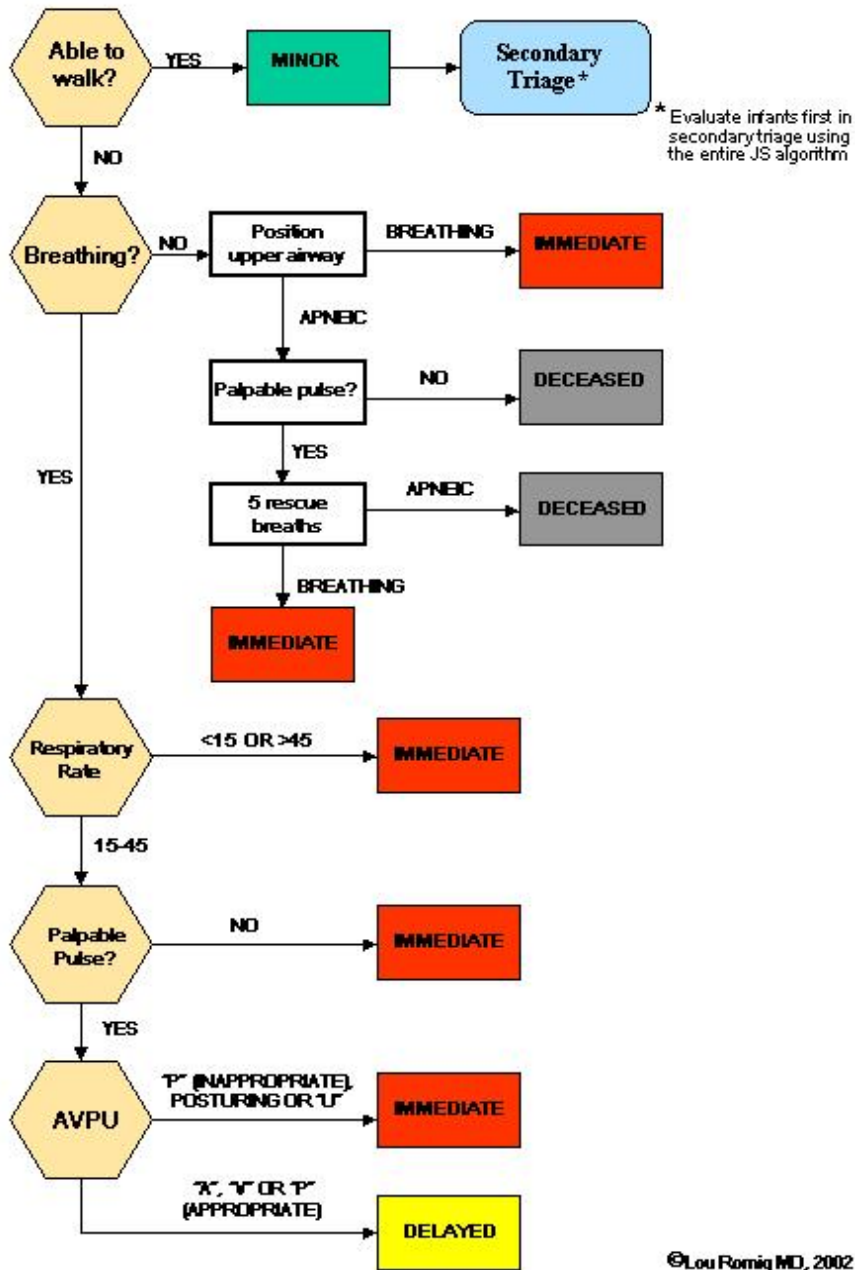 Able to
walk?
YES
MINOR
Secondary
Triage*
* Evaluate infants first in
secondary triage using
the entire JS algorithm
NO
Breathing?
NO
Position
upper airway
BREATHING
IMMEDIATE
APNEIC
Palpable pulse?
NO
DECEASED
YES
5 rescue
breaths
APNEIC
DECEASED
BREATHING
IMMEDIATE
YES
Respiratory
Rate
<15 OR >45
IMMEDIATE
15-45
Palpable
Pulse?
NO
IMMEDIATE
YES
AVPU
"P" (INAPPROPRIATE),
POSTURING OR "U"
IMMEDIATE
"A", "V" OR "P"
(APPROPRIATE)
DELAYED
©Lou Romig MD, 2002